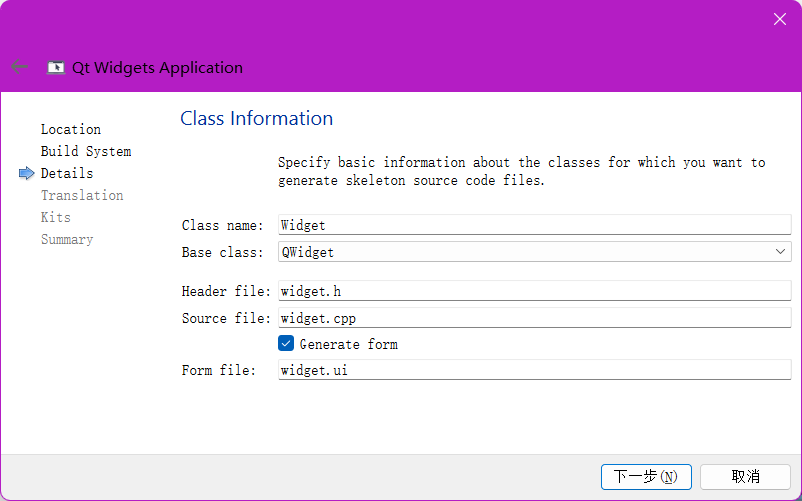 Qt Widgets Application
Class Information
Location
Build System
Details
Translation
Kits
Summary
Specify basic information about the classes for which you want to
generate skeleton source code files.
Class name: Widget
Base class: QWidget
Header file: widget.h
Source file: widget.cpp
Generate form
Form file: widget.ui
下一步(N) 取消